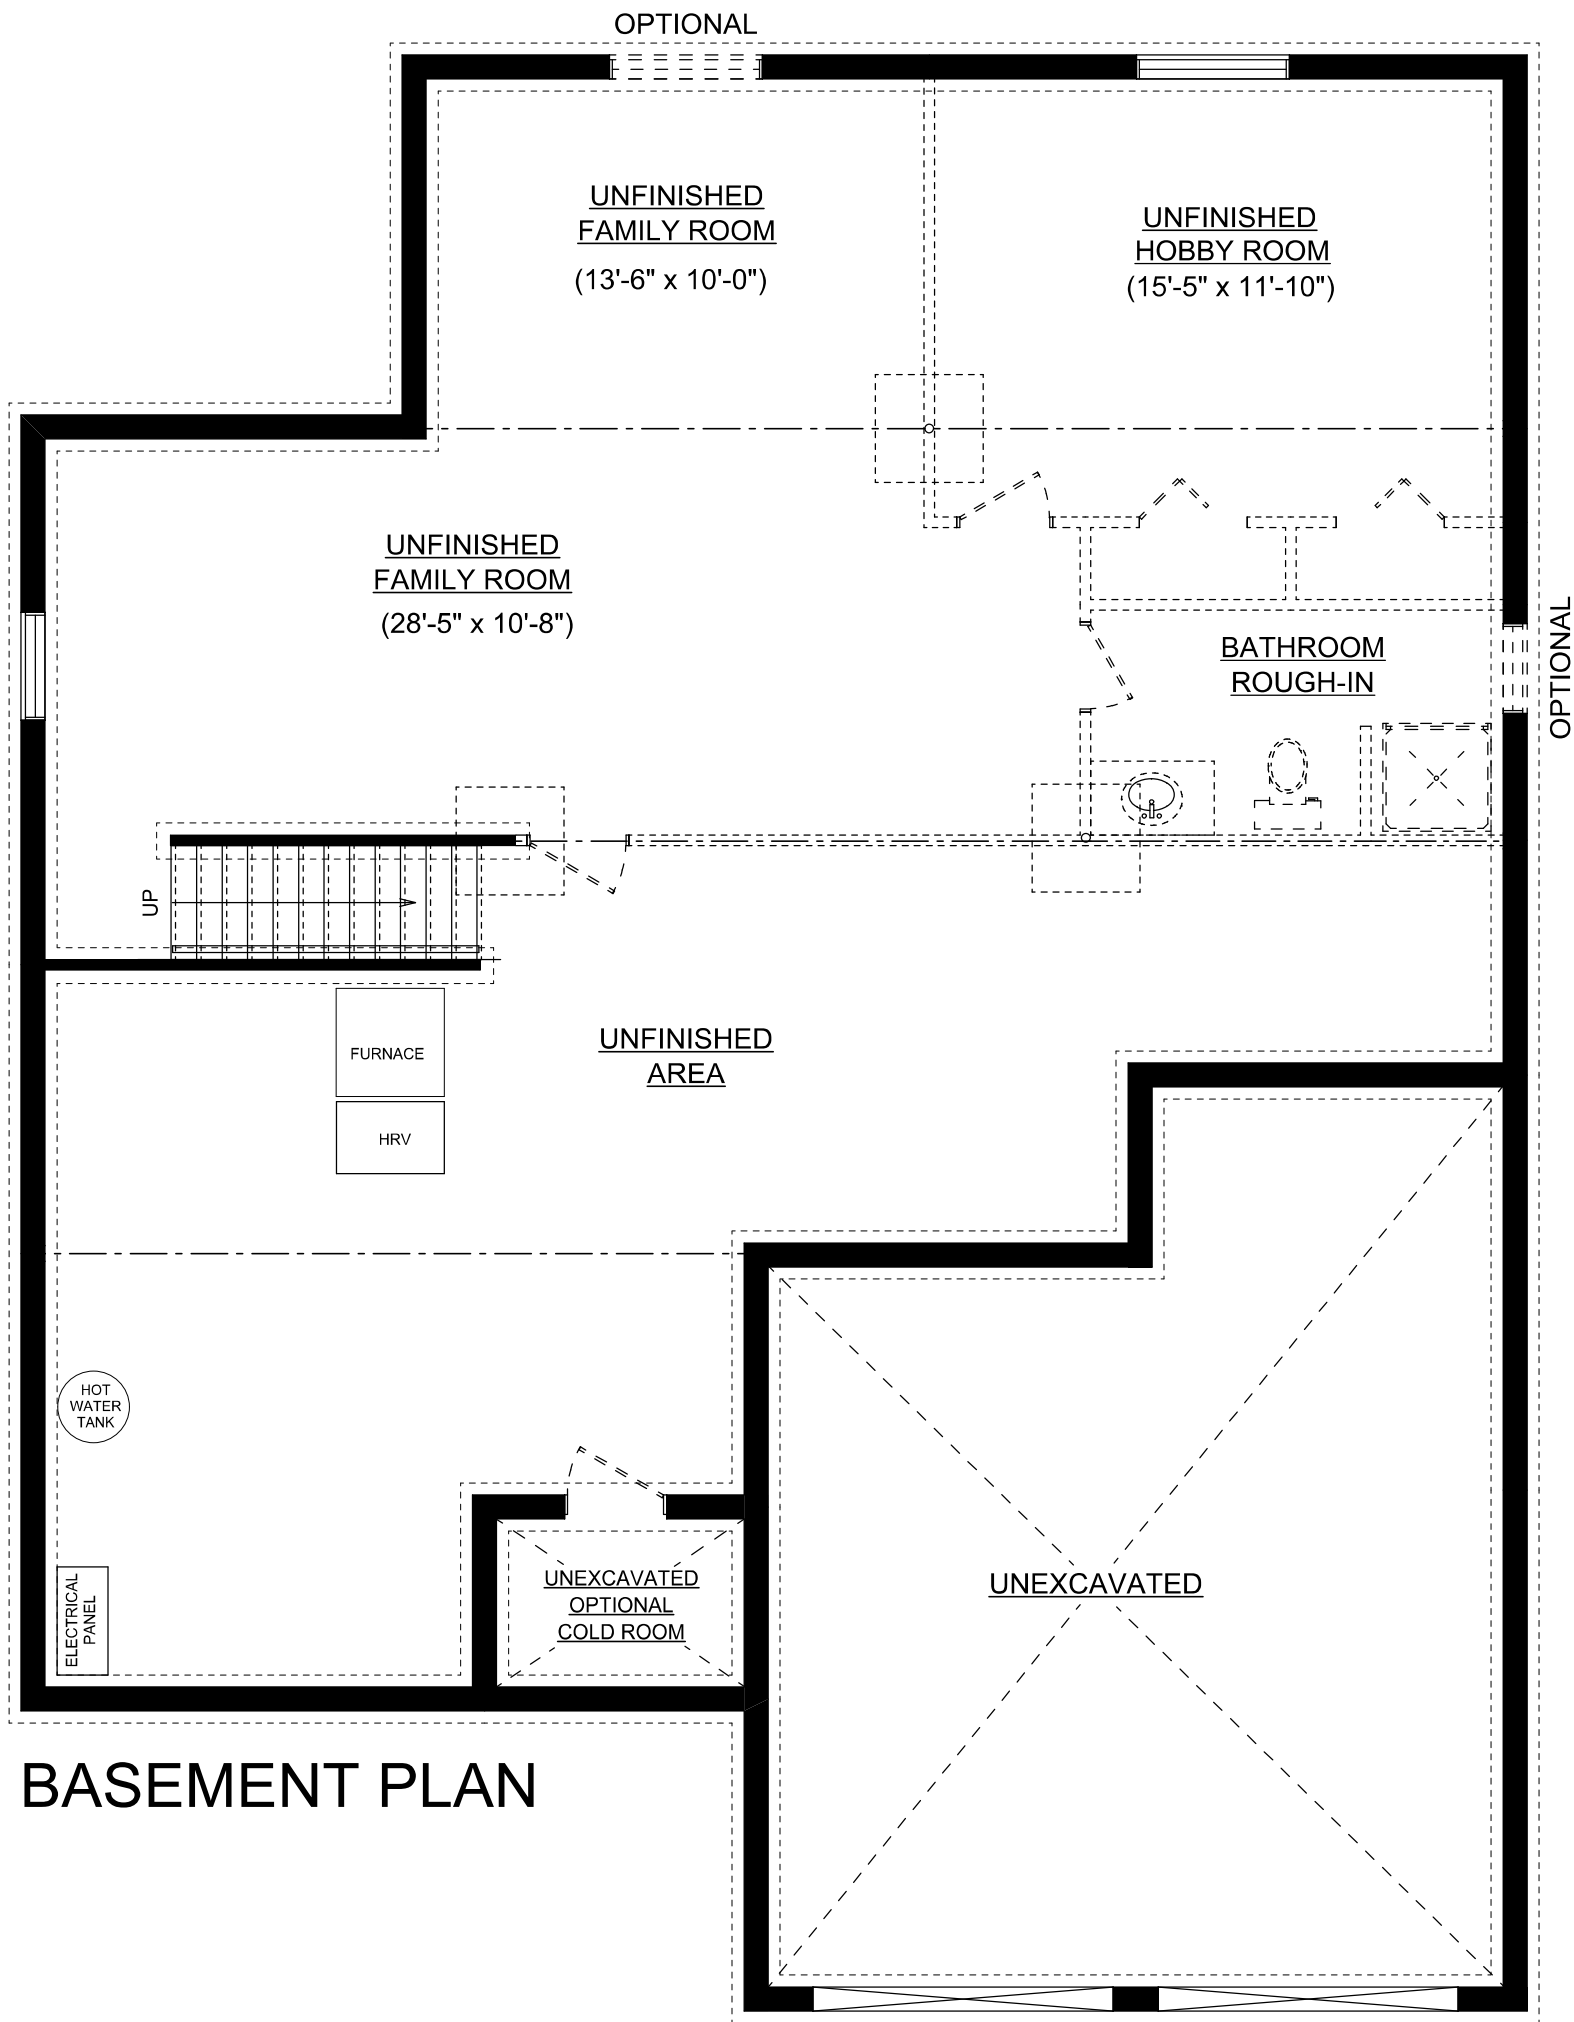 OPTIONAL
UNFINISHED
FAMILY ROOM
(13'-6" x 10'-0")
UNFINISHED
HOBBY ROOM
(15'-5" x 11'-10")
UNFINISHED
FAMILY ROOM
(28'-5" x 10'-8")
BATHROOM
ROUGH-IN
OPTIONAL
UP
FURNACE
HRV
UNFINISHED
AREA
HOT
WATER
TANK
ELECTRICAL
PANEL
UNEXCAVATED
OPTIONAL
COLD ROOM
UNEXCAVATED
BASEMENT PLAN